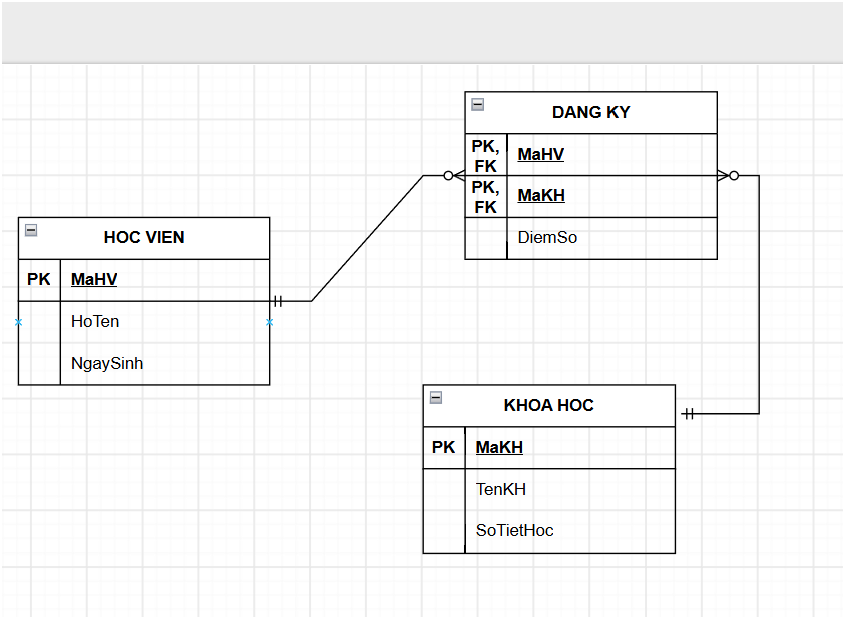 DANG KY
PK, FK MaHV
PK, FK MaKH
DiemSo
HOC VIEN
PK MaHV
HoTen
NgaySinh
KHOA HOC
PK MaKH
TenKH
SoTietHoc